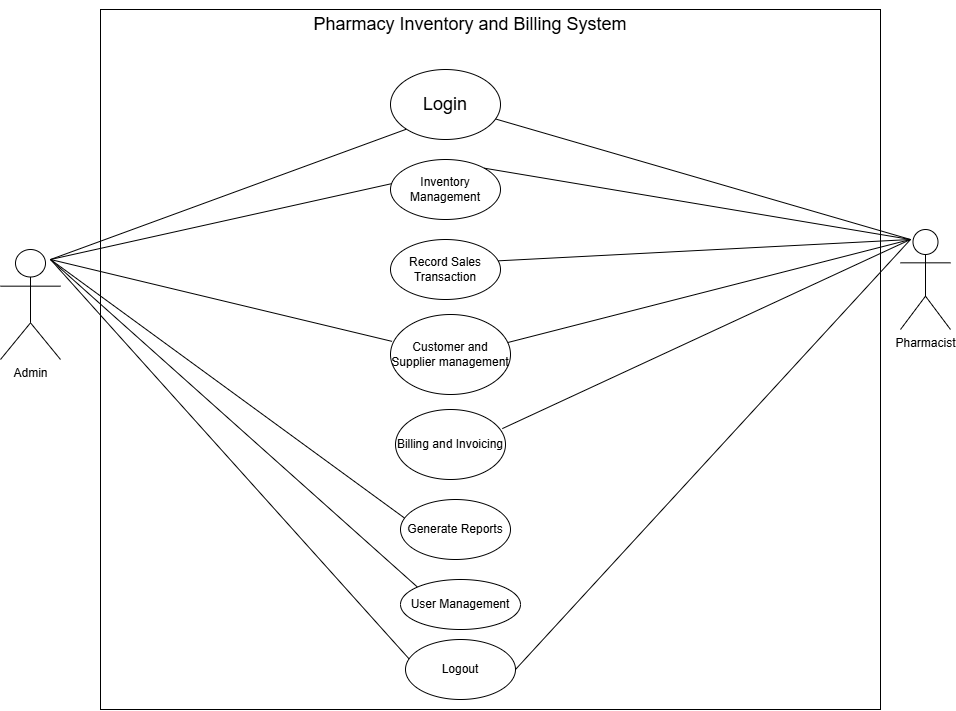 Pharmacy Inventory and Billing System
Login
Inventory
Management
Record Sales
Transaction
Customer and
Supplier management
Billing and Invoicing
Generate Reports
User Management
Logout
Admin
Pharmacist